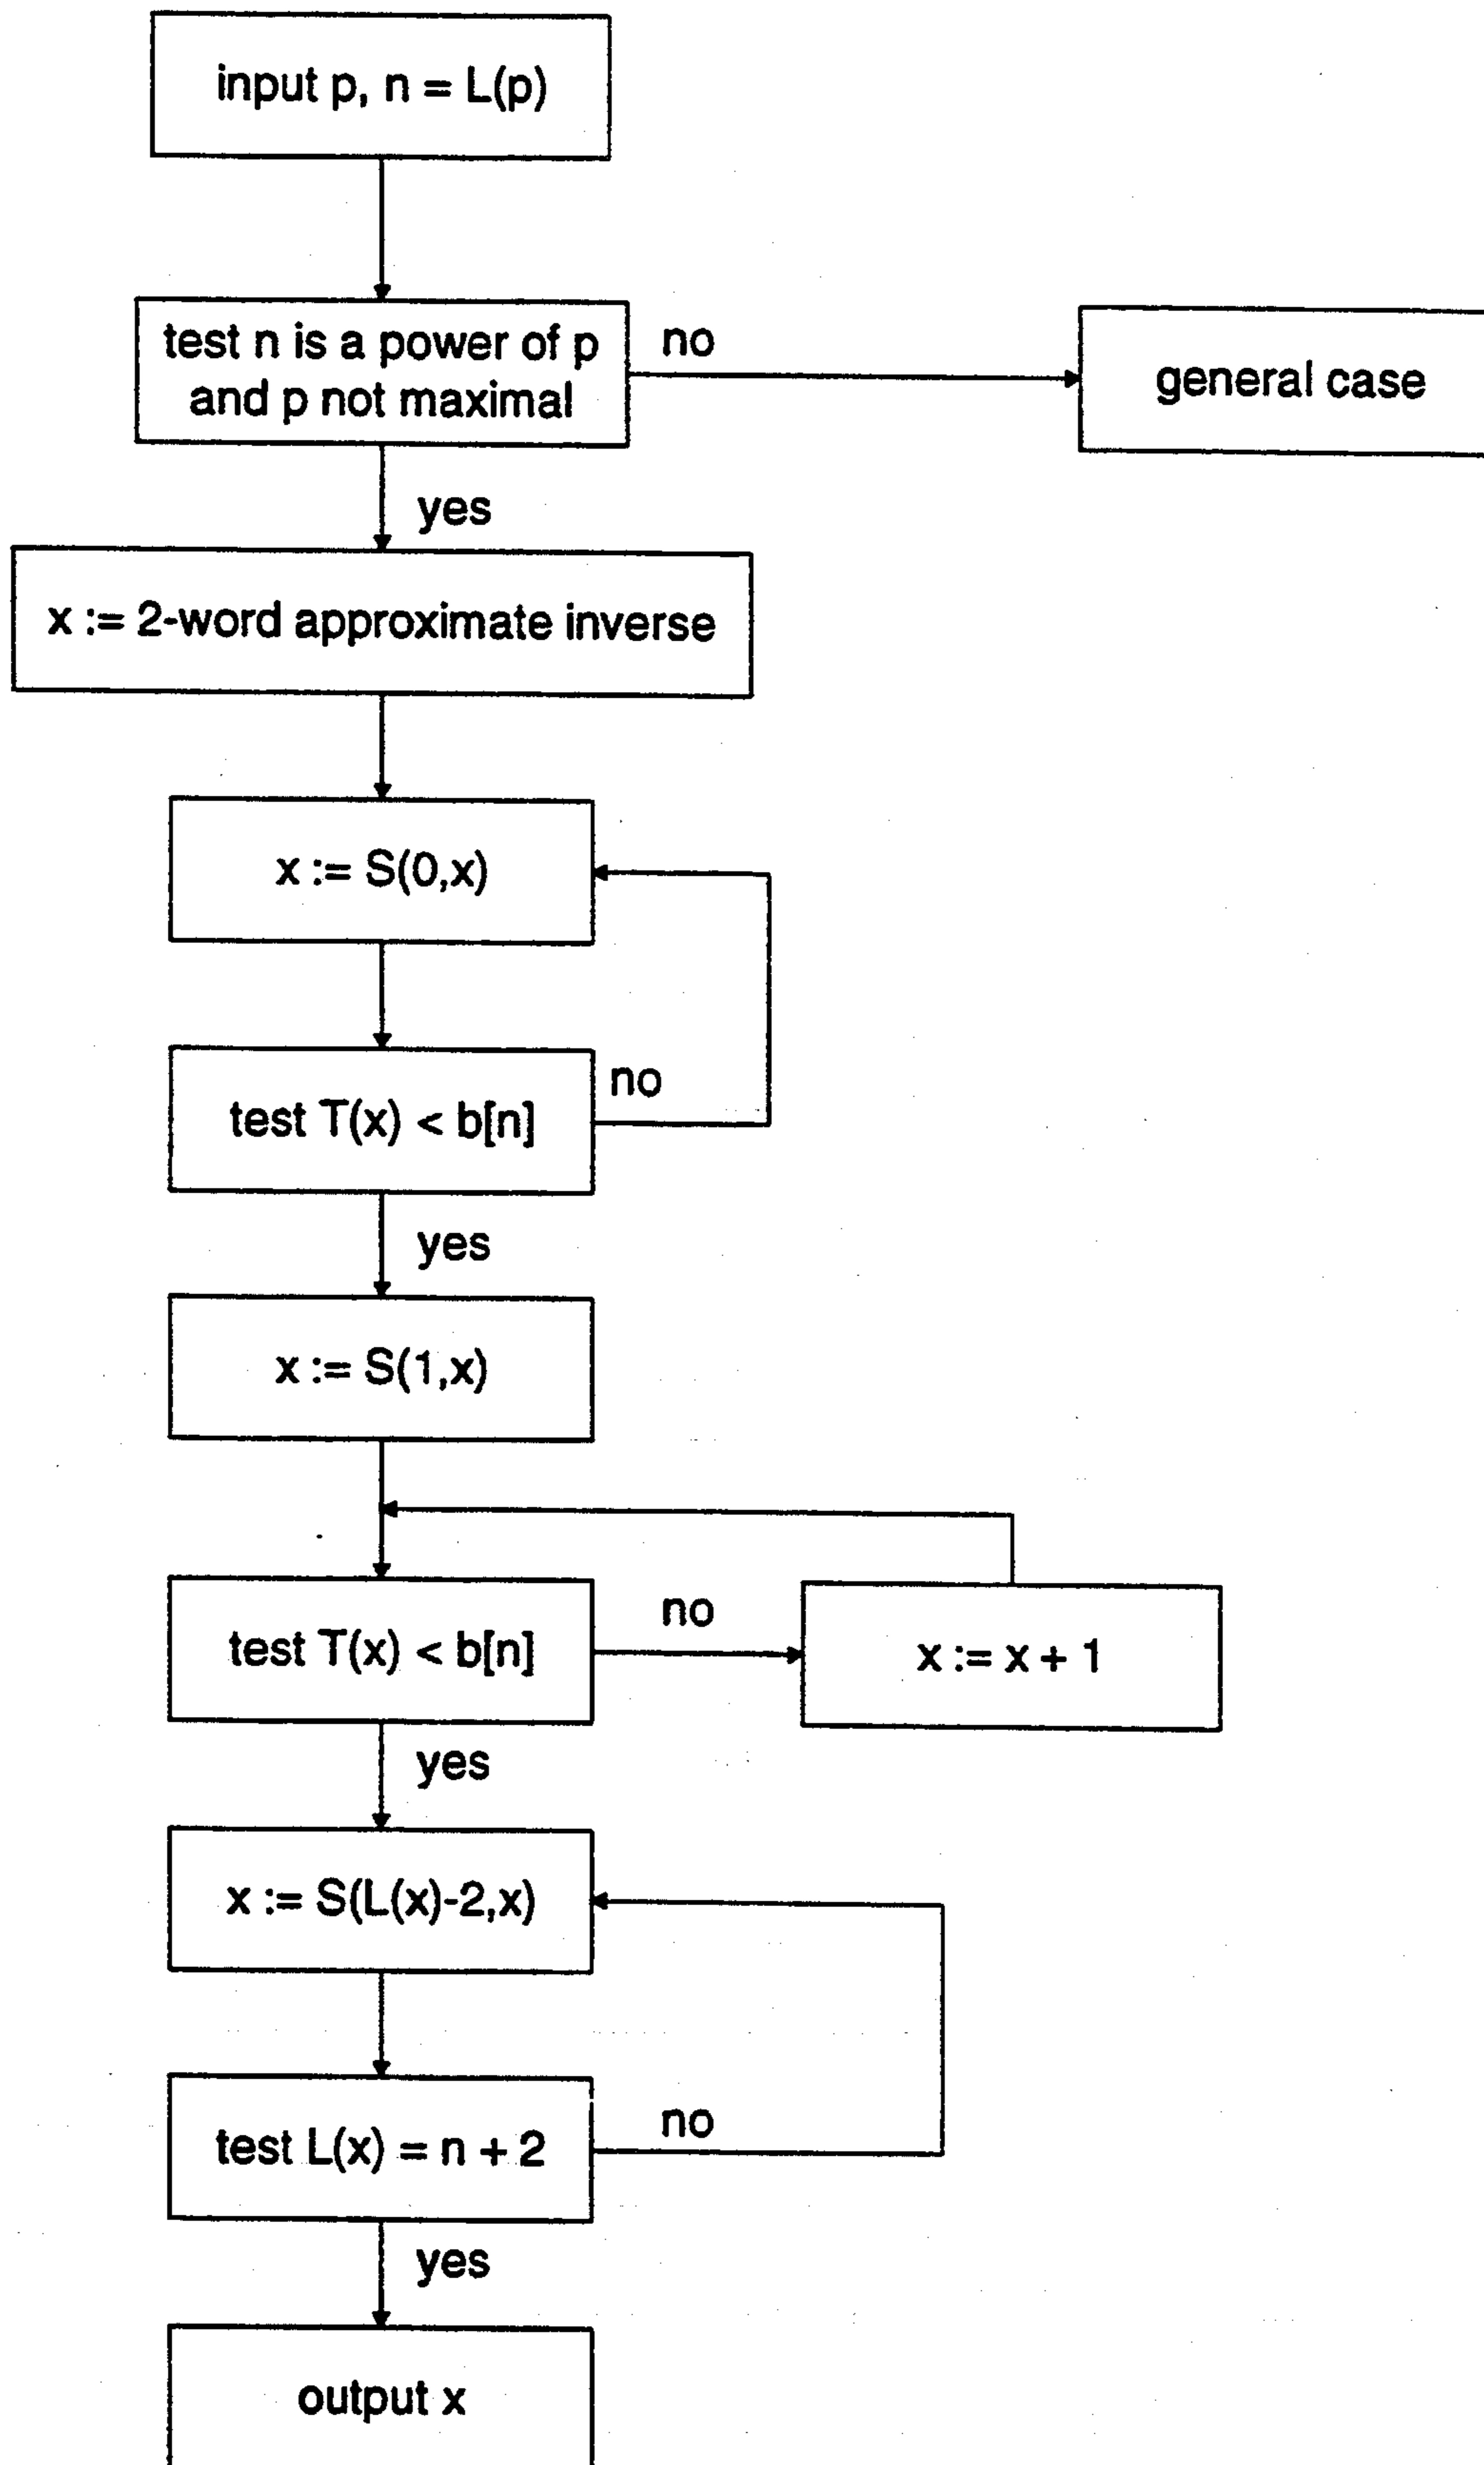 input p, n = L(p)
test n is a power of p
and p not maximal
no
general case
yes
x := 2-word approximate inverse
x := S(0,x)
test T(x) < b[n]
no
yes
x := S(1,x)
test T(x) < b[n]
no
x := x + 1
yes
x := S(L(x)-2,x)
test L(x) = n + 2
no
yes
output x